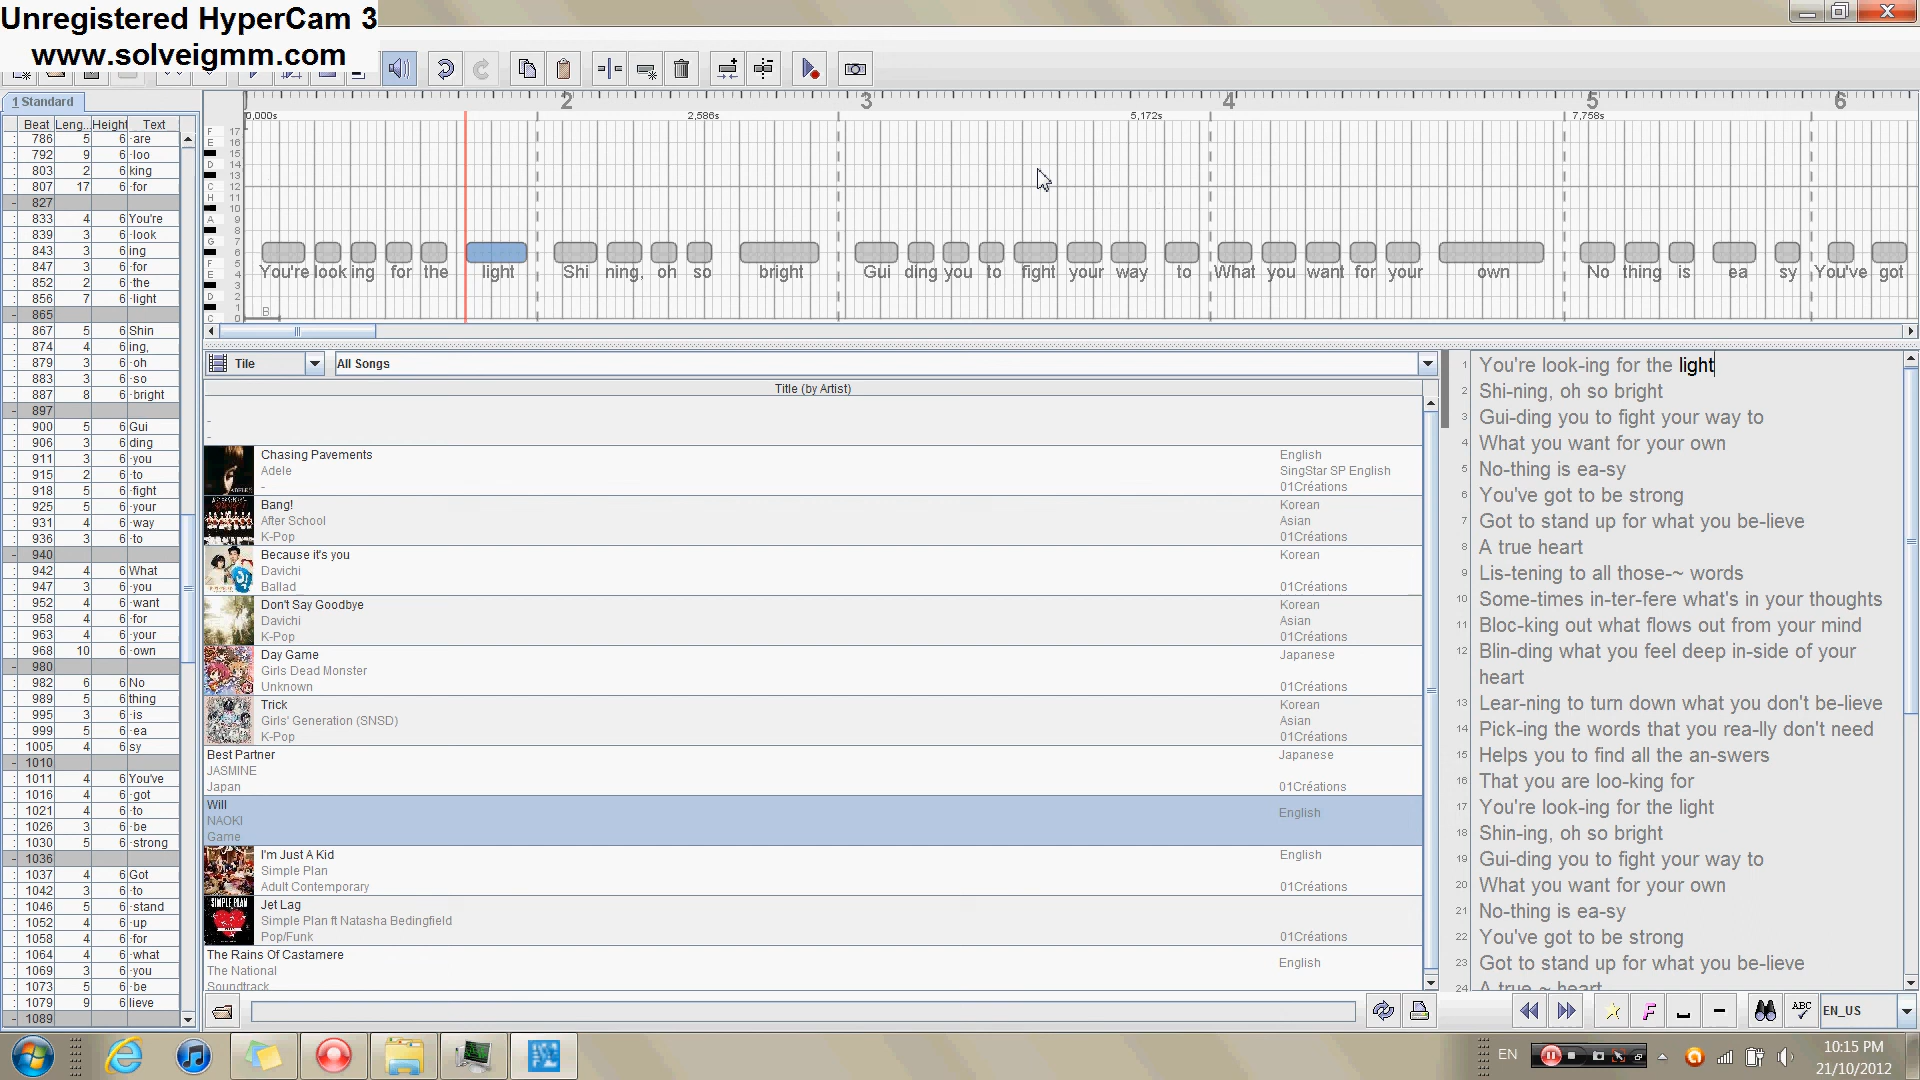 Unregistered HyperCam 3
www.solveigmm.com
1 Standard
Beat Leng... Height Text
: 786 5 6 ·are
: 792 9 6 ·loo
: 803 2 6 king
: 807 17 6 ·for
- 827
: 833 4 6 You're
: 839 3 6 ·look
: 843 3 6 ing
: 847 3 6 ·for
: 852 2 6 ·the
: 856 7 6 ·light
- 865
: 867 5 6 Shin
: 874 4 6 ing,
: 879 3 6 ·oh
: 883 3 6 ·so
: 887 8 6 ·bright
- 897
: 900 5 6 Gui
: 906 3 6 ding
: 911 3 6 ·you
: 915 2 6 ·to
: 918 5 6 ·fight
: 925 5 6 ·your
: 931 4 6 ·way
: 936 3 6 ·to
- 940
: 942 4 6 What
: 947 3 6 ·you
: 952 4 6 ·want
: 958 4 6 ·for
: 963 4 6 ·your
: 968 10 6 ·own
- 980
: 982 6 6 No
: 989 5 6 thing
: 995 3 6 ·is
: 999 5 6 ·ea
: 1005 4 6 sy
- 1010
: 1011 4 6 You've
: 1016 4 6 ·got
: 1021 4 6 ·to
: 1026 3 6 ·be
: 1030 5 6 ·strong
- 1036
: 1037 4 6 Got
: 1042 3 6 ·to
: 1046 5 6 ·stand
: 1052 4 6 ·up
: 1058 4 6 ·for
: 1064 4 6 ·what
: 1069 3 6 ·you
: 1073 5 6 ·be
: 1079 9 6 lieve
- 1089
2 3 4 5 6
0,000s 2,586s 5,172s 7,758s
F 17
E 16
15
D 14
13
C 12
H 11
10
A 9
8
G 7
6
F 5
E 4
3
D 2
1
C 0
You're look ing for the light Shi ning, oh so bright Gui ding you to fight your way to What you want for your own No thing is ea sy You've got
B
Tile All Songs
Title (by Artist)
-
-
Chasing Pavements English
Adele SingStar SP English
- 01Créations
Bang! Korean
After School Asian
K-Pop 01Créations
Because it's you Korean
Davichi
Ballad 01Créations
Don't Say Goodbye Korean
Davichi Asian
K-Pop 01Créations
Day Game Japanese
Girls Dead Monster
Unknown 01Créations
Trick Korean
Girls' Generation (SNSD) Asian
K-Pop 01Créations
Best Partner Japanese
JASMINE
Japan 01Créations
Will
NAOKI English
Game
I'm Just A Kid English
Simple Plan
Adult Contemporary 01Créations
Jet Lag
Simple Plan ft Natasha Bedingfield
Pop/Funk 01Créations
The Rains Of Castamere
The National English
Soundtrack
1 You're look-ing for the light
2 Shi-ning, oh so bright
3 Gui-ding you to fight your way to
4 What you want for your own
5 No-thing is ea-sy
6 You've got to be strong
7 Got to stand up for what you be-lieve
8 A true heart
9 Lis-tening to all those-~ words
10 Some-times in-ter-fere what's in your thoughts
11 Bloc-king out what flows out from your mind
12 Blin-ding what you feel deep in-side of your
heart
13 Lear-ning to turn down what you don't be-lieve
14 Pick-ing the words that you rea-lly don't need
15 Helps you to find all the an-swers
16 That you are loo-king for
17 You're look-ing for the light
18 Shin-ing, oh so bright
19 Gui-ding you to fight your way to
20 What you want for your own
21 No-thing is ea-sy
22 You've got to be strong
23 Got to stand up for what you be-lieve
24 A true ~ heart
F ABC EN_US
EN 10:15 PM
21/10/2012